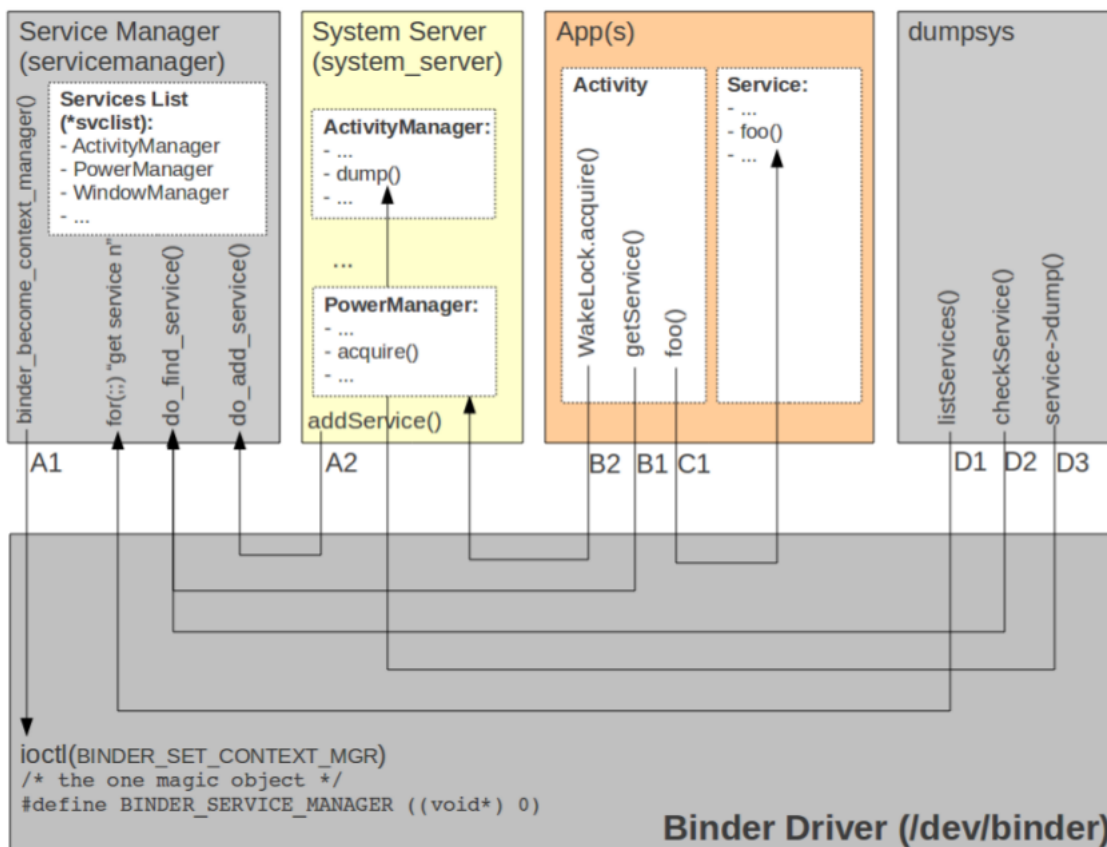 Service Manager
(servicemanager)
binder_become_context_manager()
Services List
(*svclist):
- ActivityManager
- PowerManager
- WindowManager
- ...
for(;;) “get service n”
do_find_service()
do_add_service()
System Server
(system_server)
ActivityManager:
- ...
- dump()
- ...
...
PowerManager:
- ...
- acquire()
- ...
addService()
App(s)
Activity
WakeLock.acquire()
getService()
foo()
Service:
- ...
- foo()
- ...
dumpsys
listServices()
checkService()
service->dump()
A1
A2
B2
B1
C1
D1
D2
D3
ioctl(BINDER_SET_CONTEXT_MGR)
/* the one magic object */
#define BINDER_SERVICE_MANAGER ((void*) 0)
Binder Driver (/dev/binder)